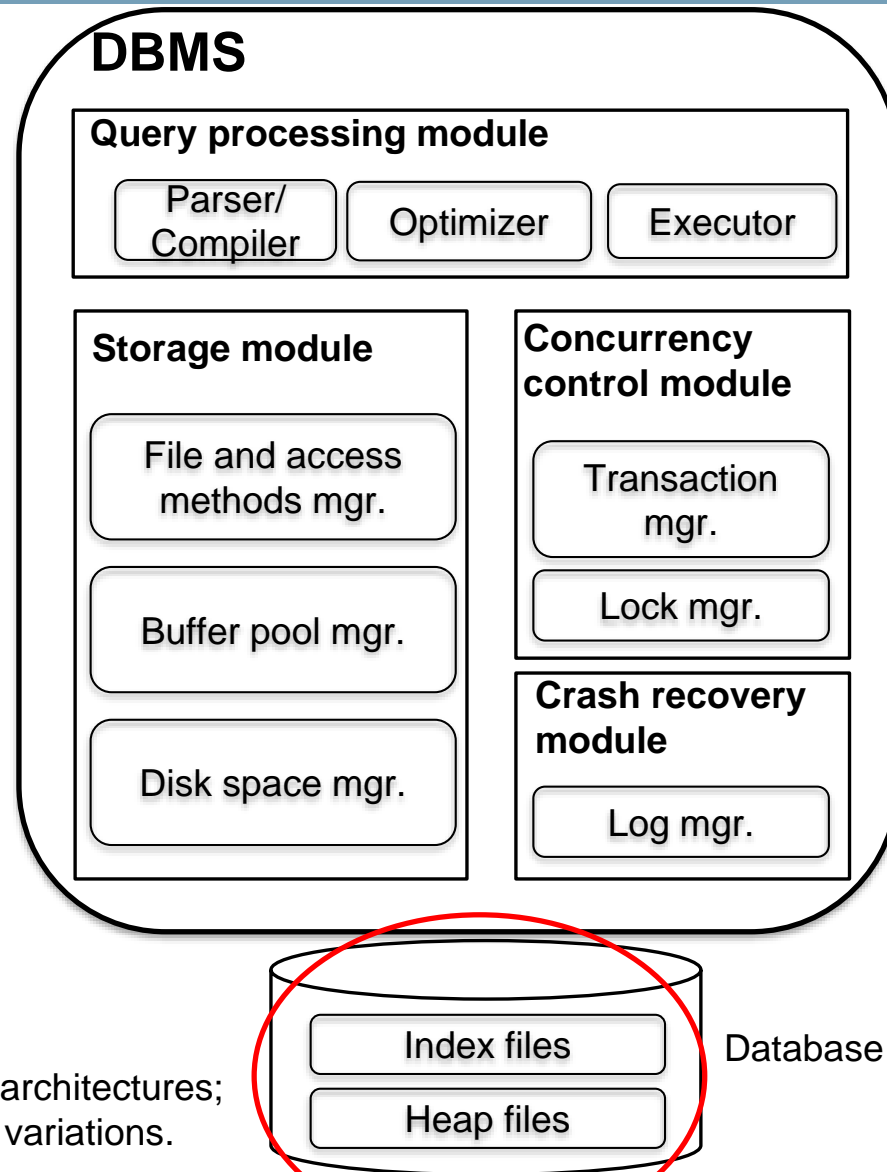 DBMS
Query processing module
Parser/
Compiler
Optimizer
Executor
Storage module
File and access
methods mgr.
Buffer pool mgr.
Disk space mgr.
Concurrency
control module
Transaction
mgr.
Lock mgr.
Crash recovery
module
Log mgr.
Index files
Heap files
Database
architectures;
variations.